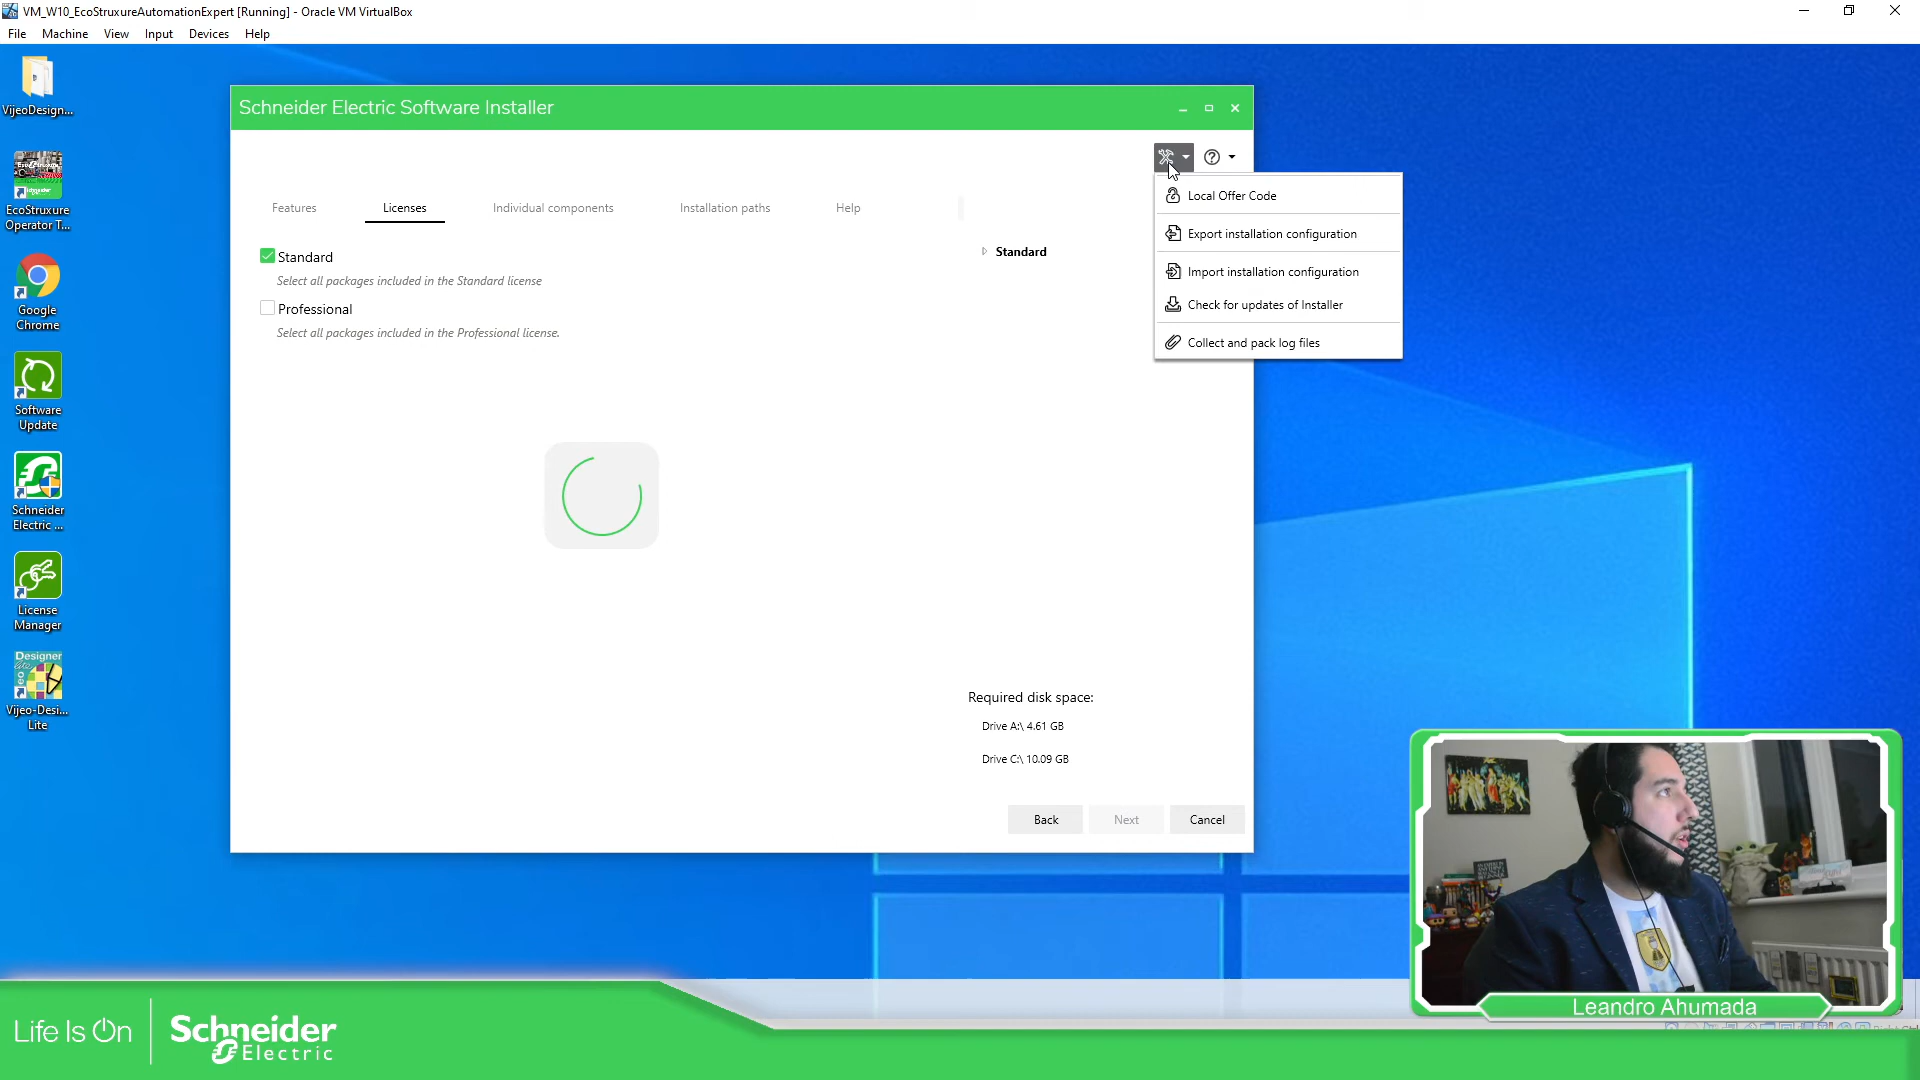 VM_W10_EcoStruxureAutomationExpert [Running] - Oracle VM VirtualBox
File Machine View Input Devices Help
VijeoDesign...
EcoStruxure
Operator T...
Google
Chrome
Software
Update
Schneider
Electric ...
License
Manager
Designer
Vijeo-Desi...
Lite
Schneider Electric Software Installer
Features Licenses Individual components Installation paths Help
Standard
Select all packages included in the Standard license
Professional
Select all packages included in the Professional license.
Standard
Local Offer Code
Export installation configuration
Import installation configuration
Check for updates of Installer
Collect and pack log files
Required disk space:
Drive A:\ 4.61 GB
Drive C:\ 10.09 GB
Back Next Cancel
Leandro Ahumada
Life Is On
Schneider
Electric